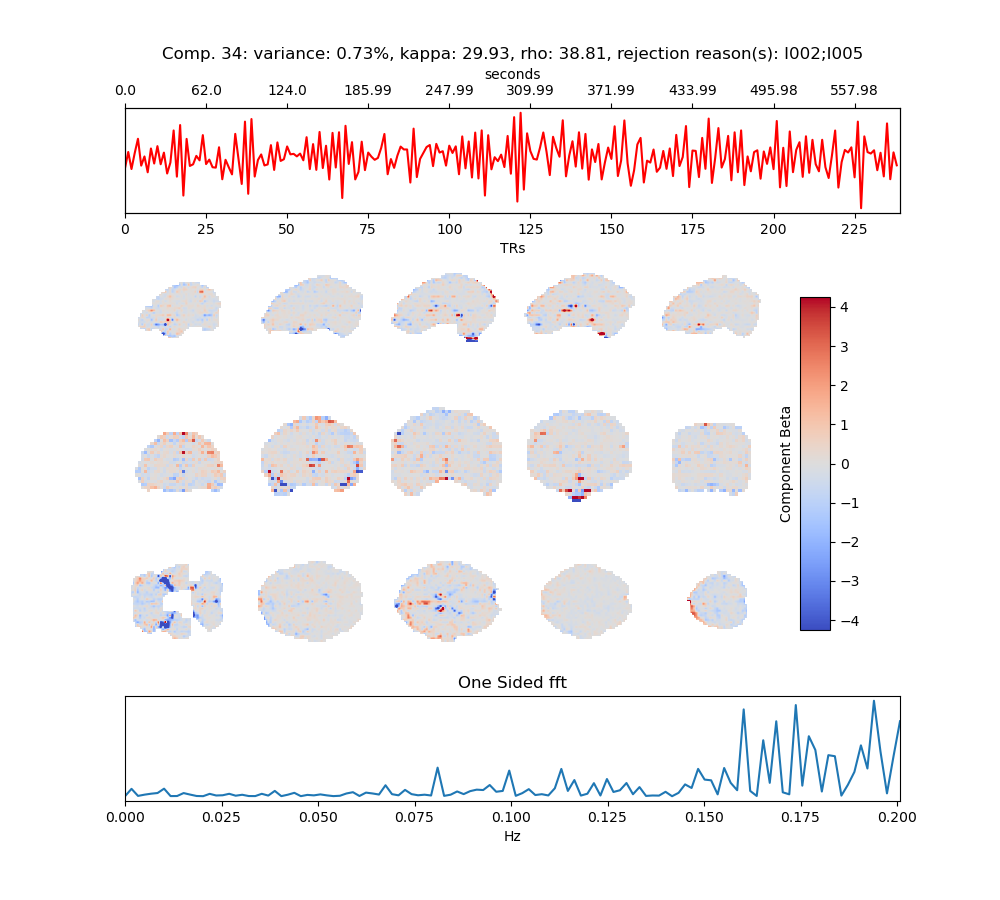 Comp. 34: variance: 0.73%, kappa: 29.93, rho: 38.81, rejection reason(s): I002;I005
seconds
0.0 62.0 124.0 185.99 247.99 309.99 371.99 433.99 495.98 557.98
0 25 50 75 100 125 150 175 200 225
TRs
4
3
2
1
0
−1
−2
−3
−4
Component Beta
One Sided fft
0.000 0.025 0.050 0.075 0.100 0.125 0.150 0.175 0.200
Hz